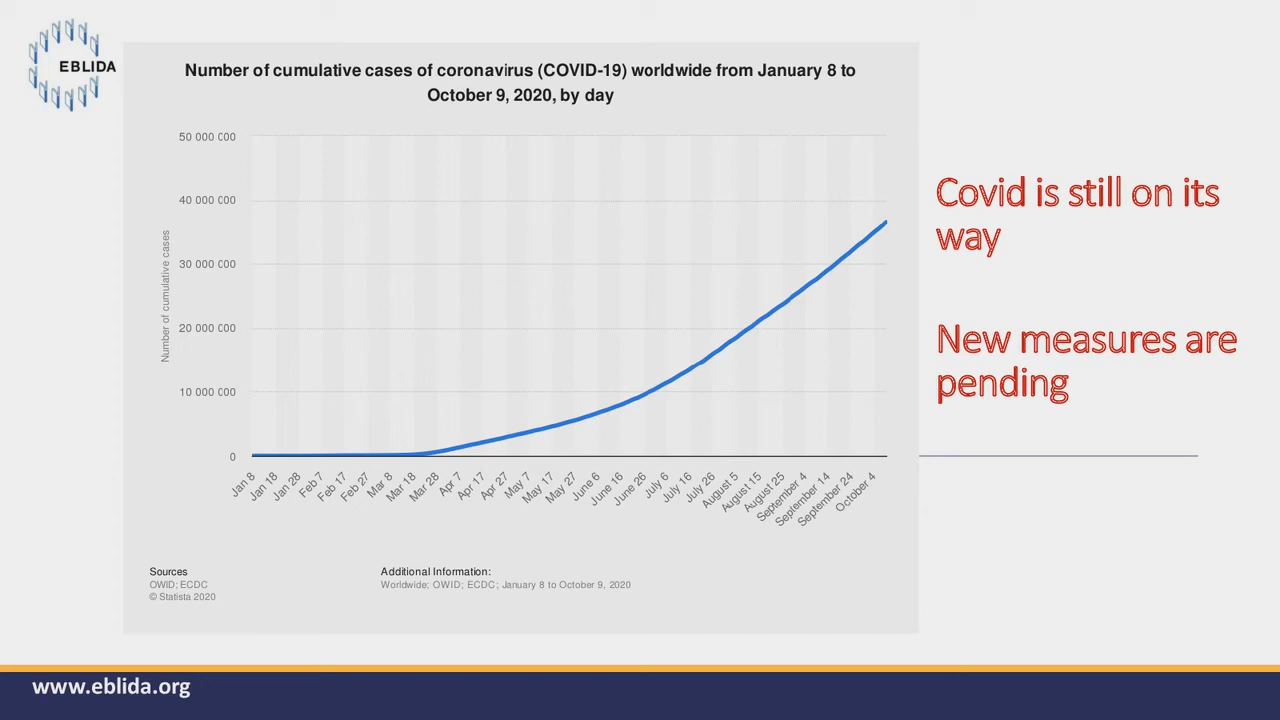 EBLIDA
Number of cumulative cases of coronavirus (COVID-19) worldwide from January 8 to
October 9, 2020, by day
50 000 000
40 000 000
30 000 000
20 000 000
10 000 000
0
Number of cumulative cases
Jan 8
Jan 18
Jan 28
Feb 7
Feb 17
Feb 27
Mar 8
Mar 18
Mar 28
Apr 7
Apr 17
Apr 27
May 7
May 17
May 27
June 6
June 16
June 26
July 6
July 16
July 26
August 5
August 15
August 25
September 4
September 14
September 24
October 4
Sources
OWID; ECDC
© Statista 2020
Additional Information:
Worldwide; OWID; ECDC; January 8 to October 9, 2020
Covid is still on its
way
New measures are
pending
www.eblida.org